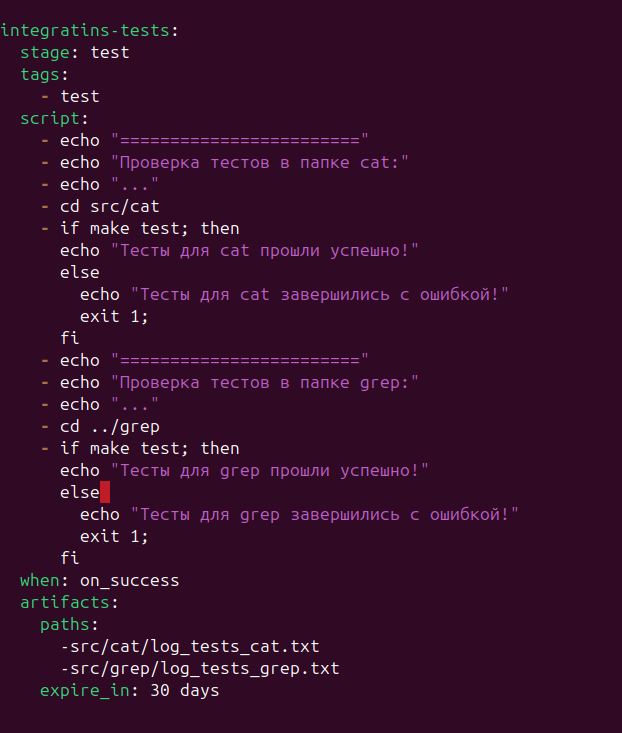 integratins-tests:
  stage: test
  tags:
    - test
  script:
    - echo "========================"
    - echo "Проверка тестов в папке cat:"
    - echo "..."
    - cd src/cat
    - if make test; then
      echo "Тесты для cat прошли успешно!"
      else
        echo "Тесты для cat завершились с ошибкой!"
        exit 1;
      fi
    - echo "========================"
    - echo "Проверка тестов в папке grep:"
    - echo "..."
    - cd ../grep
    - if make test; then
      echo "Тесты для grep прошли успешно!"
      else
        echo "Тесты для grep завершились с ошибкой!"
        exit 1;
      fi
  when: on_success
  artifacts:
    paths:
      -src/cat/log_tests_cat.txt
      -src/grep/log_tests_grep.txt
    expire_in: 30 days